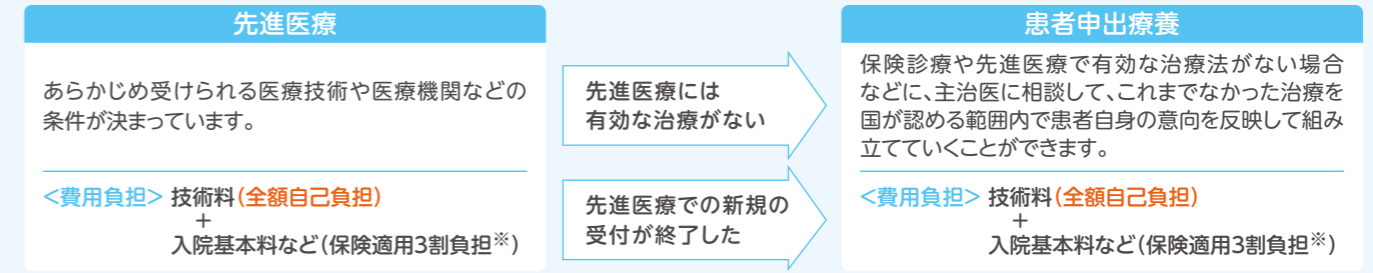 先進医療
あらかじめ受けられる医療技術や医療機関などの
条件が決まっています。
<費用負担> 技術料(全額自己負担)
+
入院基本料など(保険適用3割負担※)
先進医療には
有効な治療がない
先進医療での新規の
受付が終了した
患者申出療養
保険診療や先進医療で有効な治療法がない場合
などに、主治医に相談して、これまでなかった治療を
国が認める範囲内で患者自身の意向を反映して組み
立てていくことができます。
<費用負担> 技術料(全額自己負担)
+
入院基本料など(保険適用3割負担※)